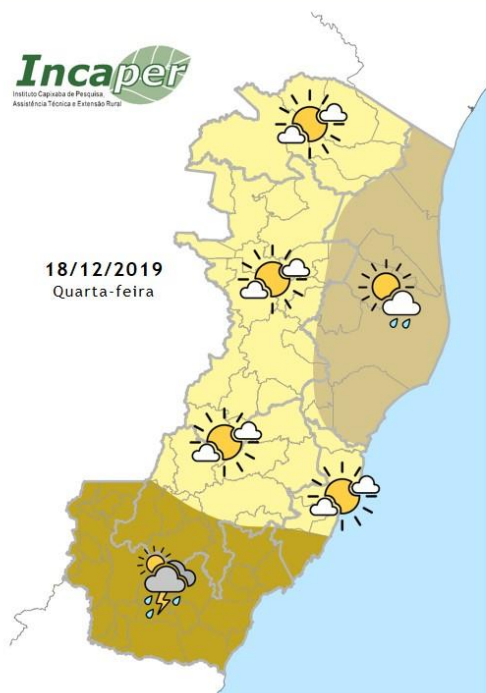 Incaper
Instituto Capixaba de Pesquisa,
Assistência Técnica e Extensão Rural
18/12/2019
Quarta-feira